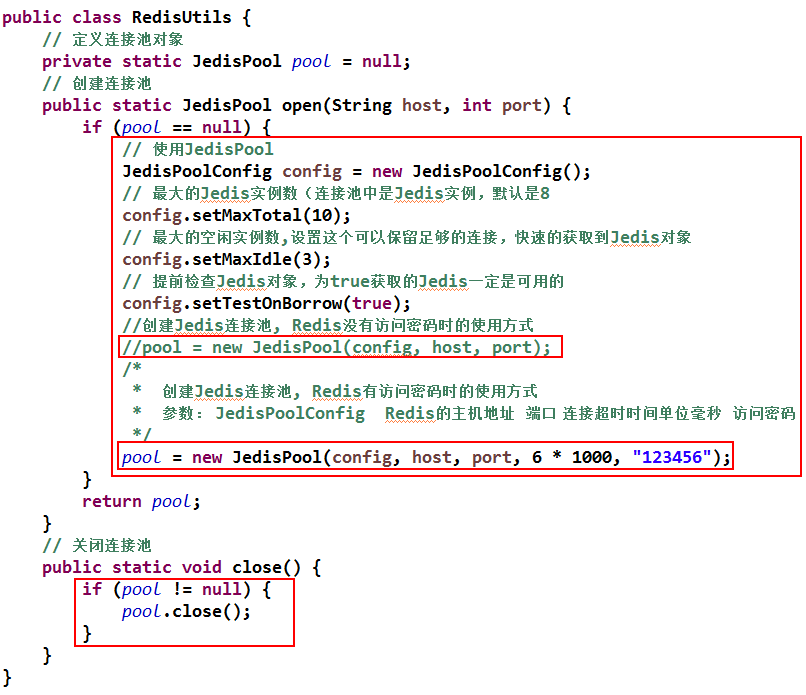 public class RedisUtils {
    // 定义连接池对象
    private static JedisPool pool = null;
    // 创建连接池
    public static JedisPool open(String host, int port) {
        if (pool == null) {
            // 使用JedisPool
            JedisPoolConfig config = new JedisPoolConfig();
            // 最大的Jedis实例数（连接池中是Jedis实例，默认是8
            config.setMaxTotal(10);
            // 最大的空闲实例数,设置这个可以保留足够的连接，快速的获取到Jedis对象
            config.setMaxIdle(3);
            // 提前检查Jedis对象，为true获取的Jedis一定是可用的
            config.setTestOnBorrow(true);
            //创建Jedis连接池, Redis没有访问密码时的使用方式
            //pool = new JedisPool(config, host, port);
            /*
             *  创建Jedis连接池, Redis有访问密码时的使用方式
             *  参数: JedisPoolConfig  Redis的主机地址 端口 连接超时时间单位毫秒 访问密码
             */
            pool = new JedisPool(config, host, port, 6 * 1000, "123456");
        }
        return pool;
    }
    // 关闭连接池
    public static void close() {
        if (pool != null) {
            pool.close();
        }
    }
}